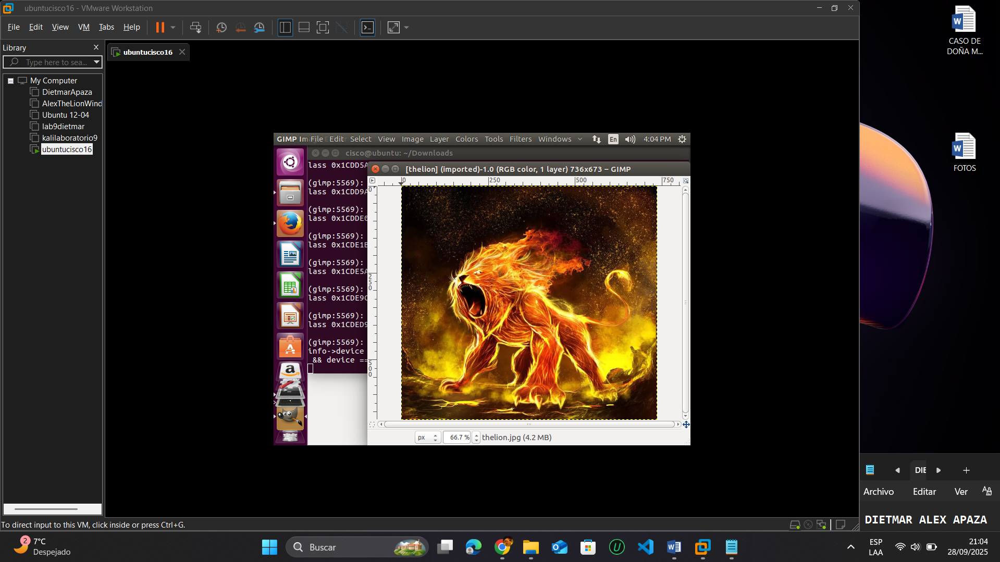 ubuntucisco16 - VMware Workstation
File Edit View VM Tabs Help
Library
ubuntucisco16
Type here to sea...
My Computer
DietmarApaza
AlexTheLionWind
Ubuntu 12-04
lab9dietmar
kalilaboratorio9
ubuntucisco16
GIMP Im File Edit Select View Image Layer Colors Tools Filters Windows En 4:04 PM
cisco@ubuntu: ~/Downloads
lass 0x1CDD5A
[thelion] (imported)-1.0 (RGB color, 1 layer) 736x673 – GIMP
0 250 500 750
0
250
500
(gimp:5569):
lass 0x1CDD9A
(gimp:5569):
lass 0x1CDDE0
(gimp:5569):
lass 0x1CDE1B
(gimp:5569):
lass 0x1CDE5A
(gimp:5569):
lass 0x1CDE9C
(gimp:5569):
lass 0x1CDED9
(gimp:5569):
info->device
&& device ==
px 66.7 % thelion.jpg (4.2 MB)
To direct input to this VM, click inside or press Ctrl+G.
CASO DE
DOÑA M...
FOTOS
DIE
Archivo Editar Ver
DIETMAR ALEX APAZA
2
7°C
Despejado
Buscar
ESP
LAA
21:04
28/09/2025